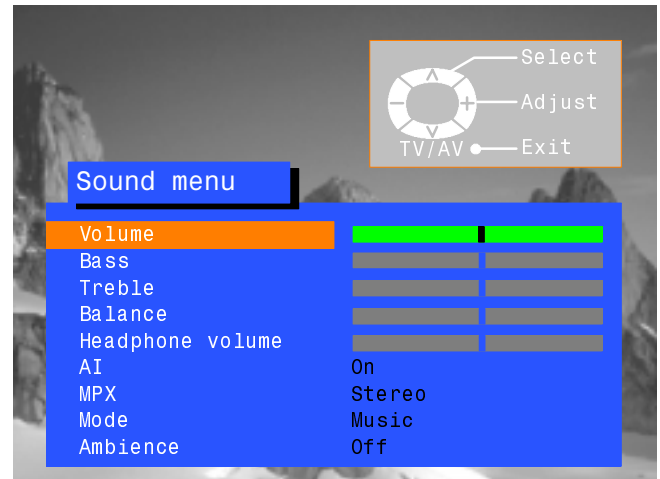 Select
Adjust
TV/AV Exit
Sound menu
Volume
Bass
Treble
Balance
Headphone volume
AI On
MPX Stereo
Mode Music
Ambience Off